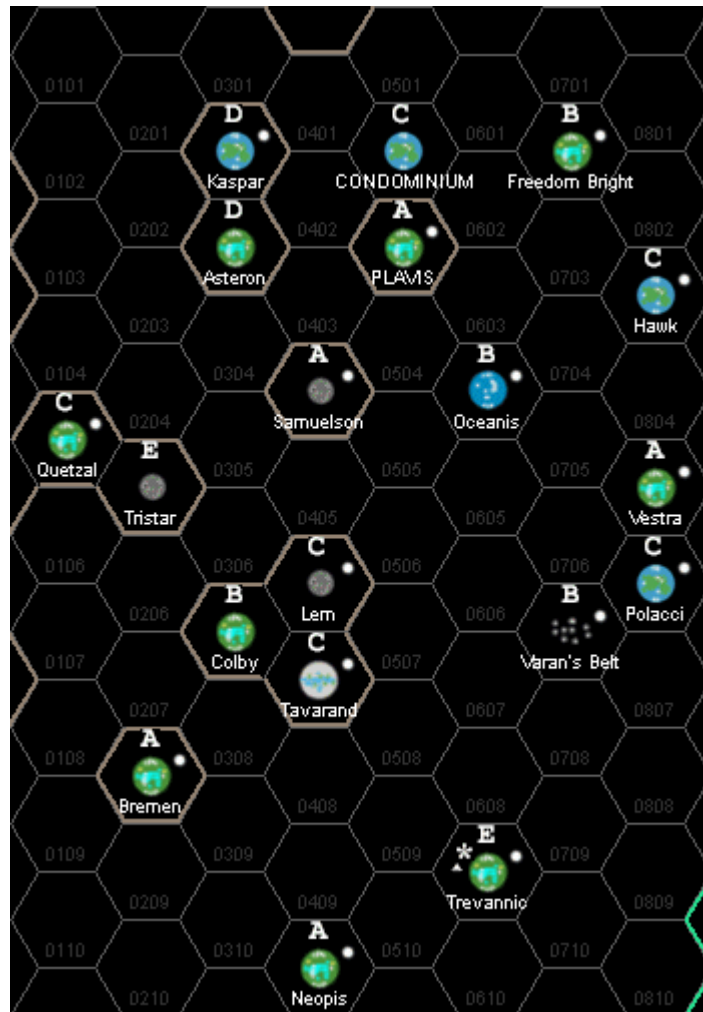 0101 0301 0501 0701
D C B
0201 0401 0601 0801
0102 Kaspar CONDOMINIUM Freedom Bright
D A
0202 0402 0602 0802
C
0103 Asteron PLAVIS 0703
0203 0403 0603 Hawk
A B
0104 0304 0504 0704
C
0204 Samuelson Oceanis 0804
E A
Quetzal 0305 0505 0705
Tristar 0405 0605 Vestra
C C
0106 0306 0506 0706
B B
0206 Lem 0606 Polacci
C
0107 Colby 0507 Varan's Belt
0207 Tavarand 0607 0807
A
0108 0308 0508 0708
Bremen 0408 0608 0808
E
0109 0309 0509 * 0709
0209 0409 Trevannic 0809
A
0110 0310 0510 0710
0210 Neopis 0610 0810